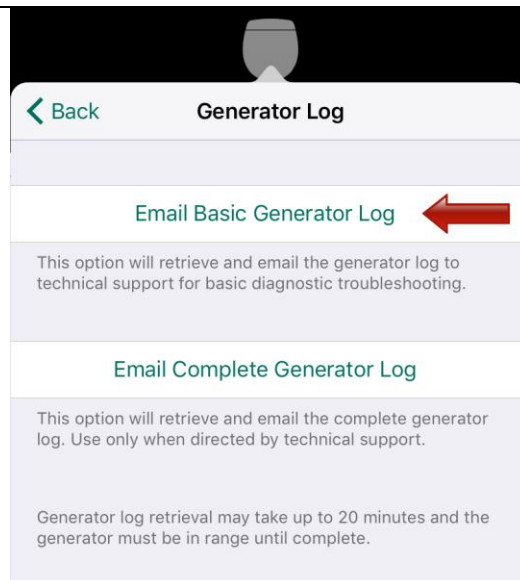 Back
Generator Log
Email Basic Generator Log
This option will retrieve and email the generator log to
technical support for basic diagnostic troubleshooting.
Email Complete Generator Log
This option will retrieve and email the complete generator
log. Use only when directed by technical support.
Generator log retrieval may take up to 20 minutes and the
generator must be in range until complete.